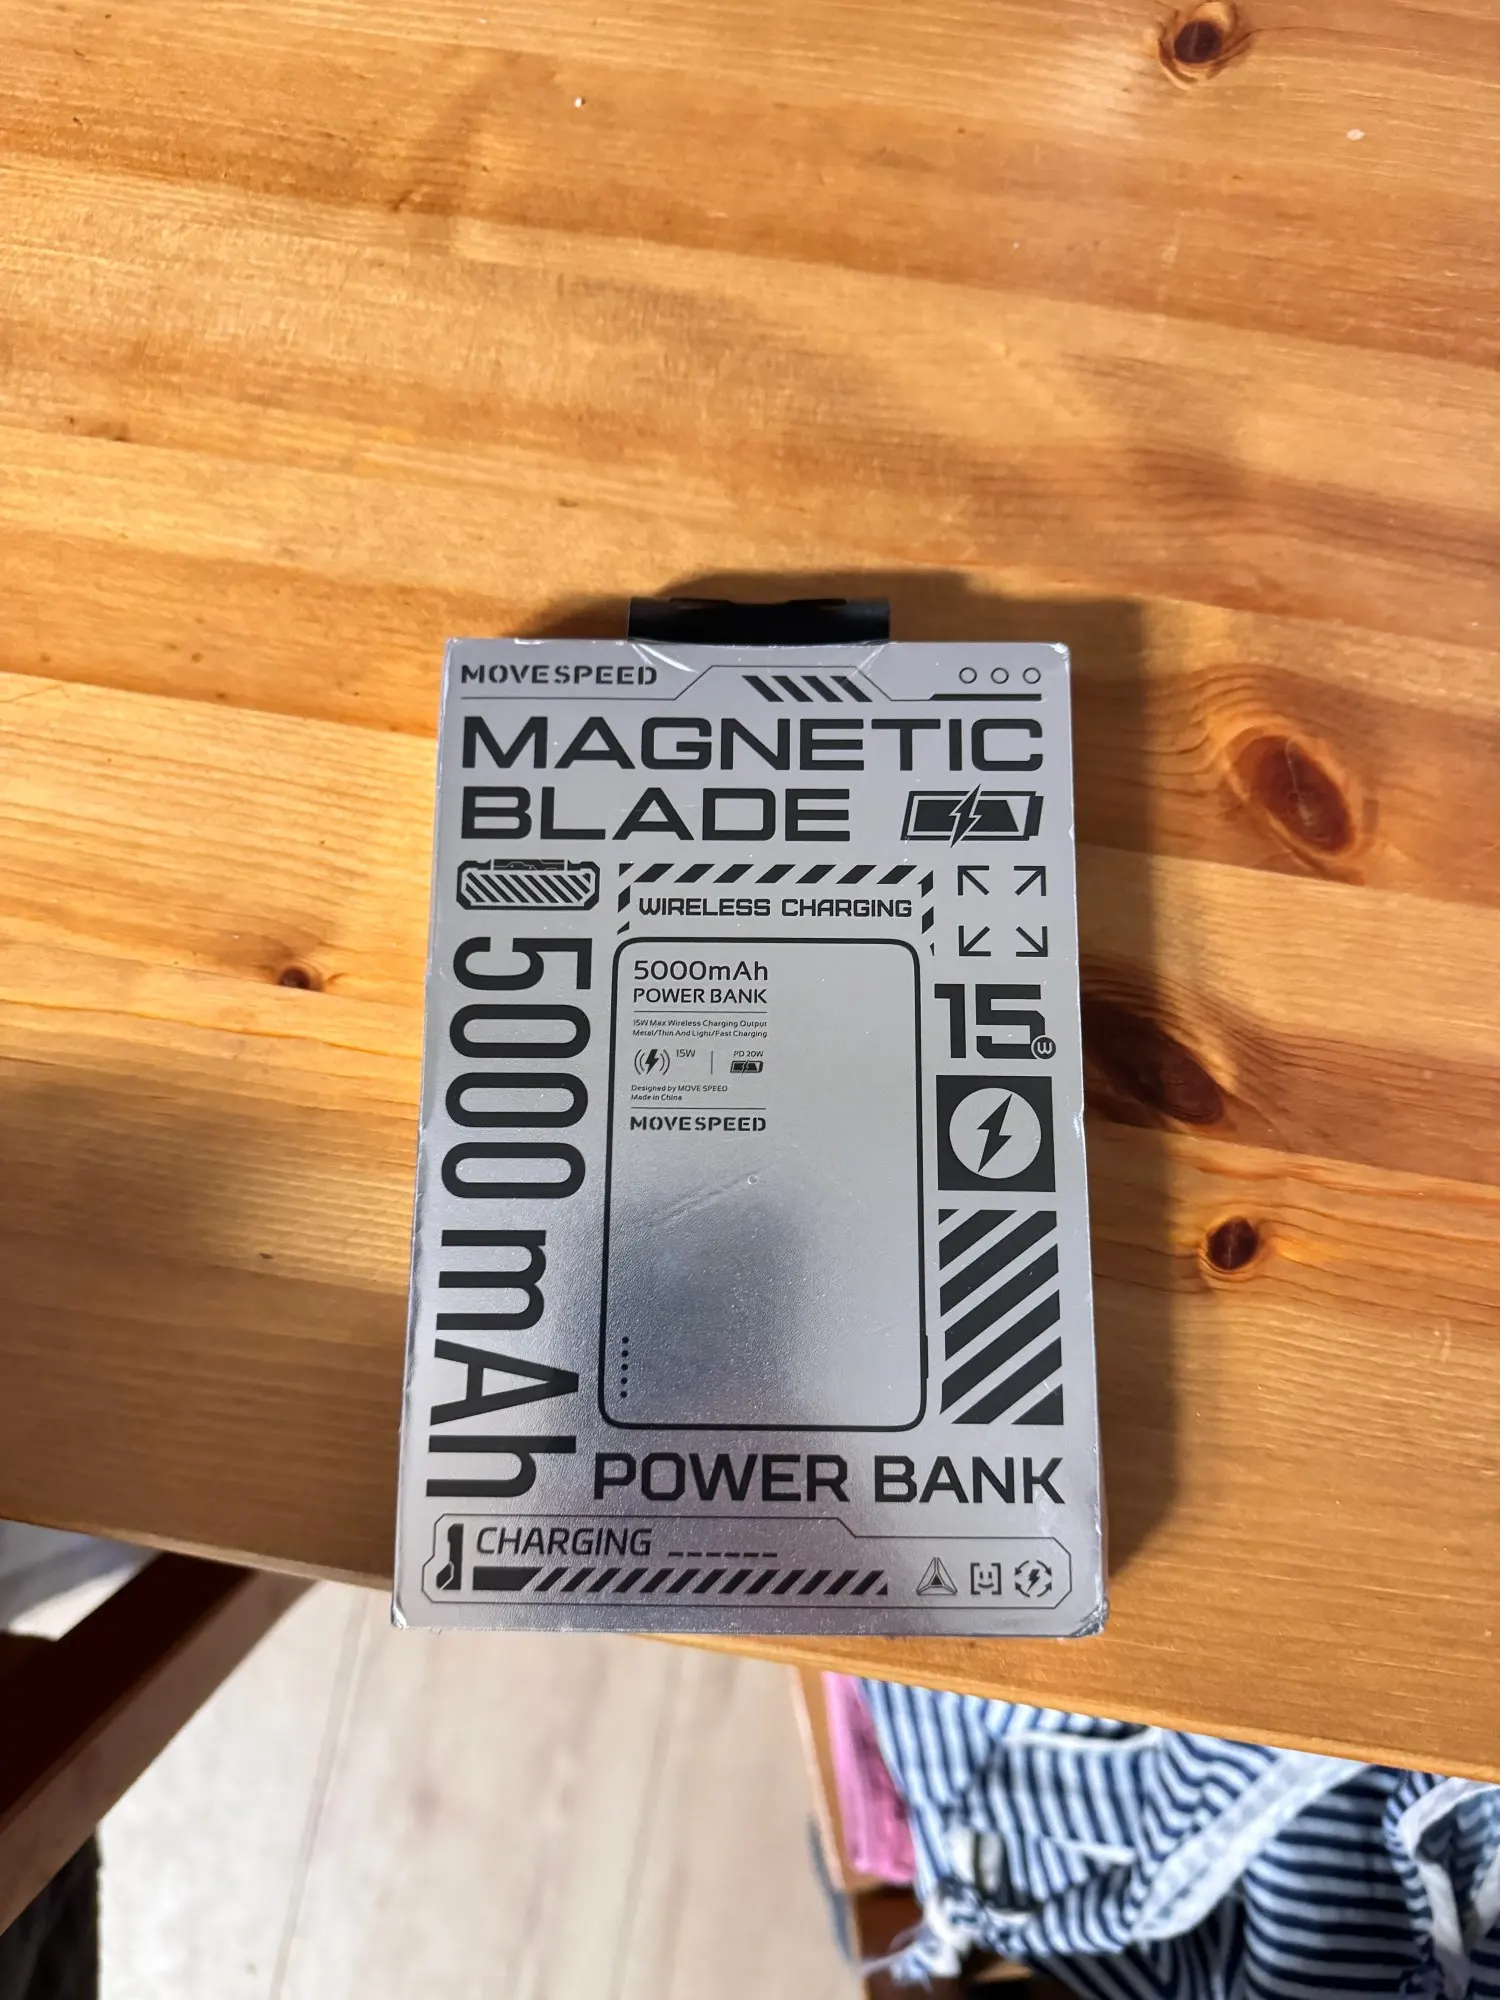 MOVESPEED
MAGNETIC
BLADE
WIRELESS CHARGING
5000mAh
5000mAh
POWER BANK
15W Max Wireless Charging Output
Metal/Thin And Light/Fast Charging
15W
PD 20W
Designed by MOVE SPEED
Made in China
MOVESPEED
15W
POWER BANK
CHARGING